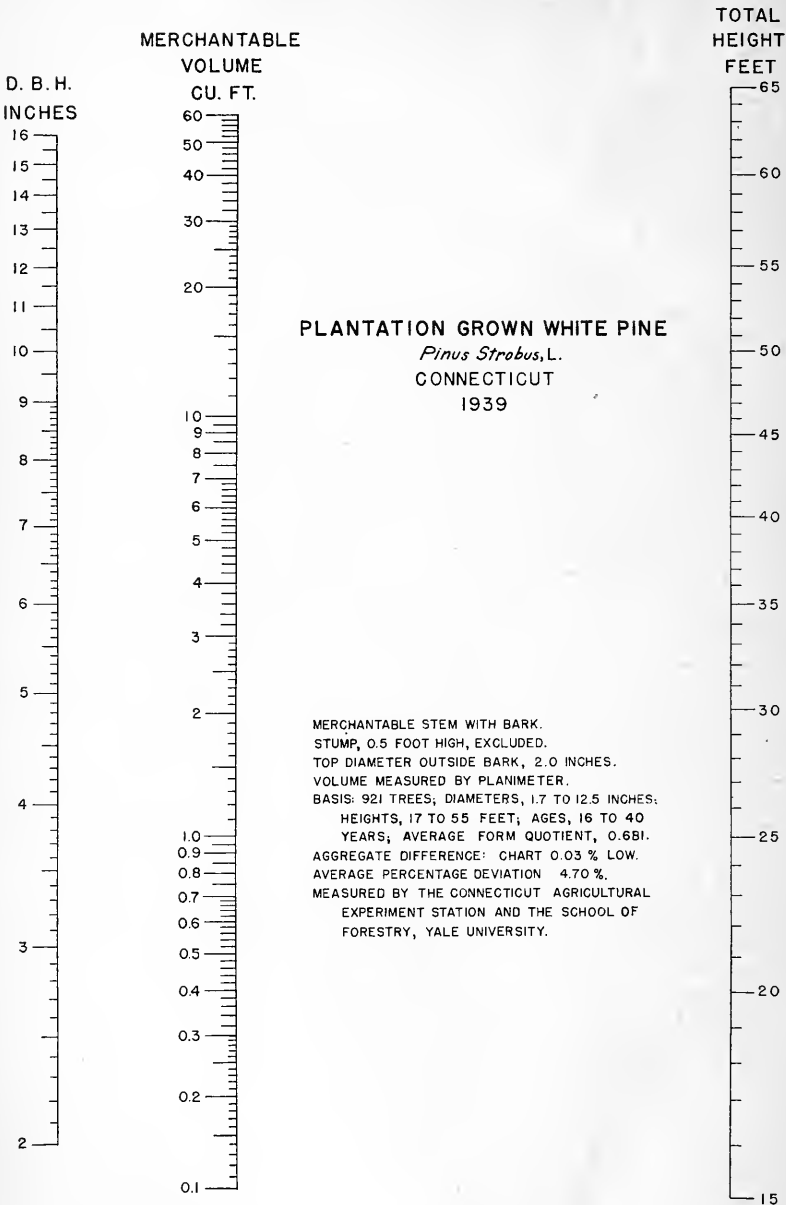 D. B. H.
INCHES
16
15
14
13
12
11
10
9
8
7
6
5
4
3
2
MERCHANTABLE
VOLUME
CU. FT.
60
50
40
30
20
10
9
8
7
6
5
4
3
2
1.0
0.9
0.8
0.7
0.6
0.5
0.4
0.3
0.2
0.1
PLANTATION GROWN WHITE PINE
Pinus Strobus, L.
CONNECTICUT
1939
MERCHANTABLE STEM WITH BARK.
STUMP, 0.5 FOOT HIGH, EXCLUDED.
TOP DIAMETER OUTSIDE BARK, 2.0 INCHES.
VOLUME MEASURED BY PLANIMETER.
BASIS: 921 TREES; DIAMETERS, 1.7 TO 12.5 INCHES;
HEIGHTS, 17 TO 55 FEET; AGES, 16 TO 40
YEARS; AVERAGE FORM QUOTIENT, 0.681.
AGGREGATE DIFFERENCE: CHART 0.03 % LOW.
AVERAGE PERCENTAGE DEVIATION 4.70 %.
MEASURED BY THE CONNECTICUT AGRICULTURAL
EXPERIMENT STATION AND THE SCHOOL OF
FORESTRY, YALE UNIVERSITY.
TOTAL
HEIGHT
FEET
65
60
55
50
45
40
35
30
25
20
15